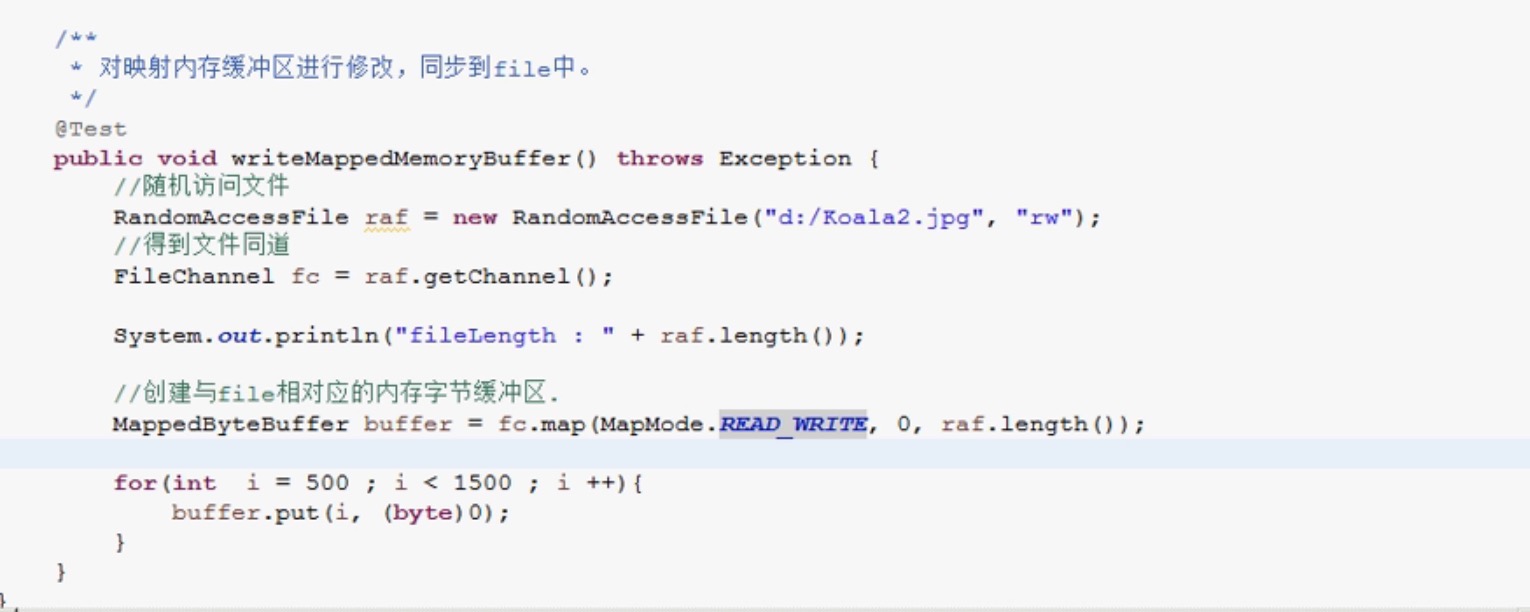 /**
 * 对映射内存缓冲区进行修改，同步到file中。
 */
@Test
public void writeMappedMemoryBuffer() throws Exception {
//随机访问文件
RandomAccessFile raf = new RandomAccessFile("d:/Koala2.jpg", "rw");
//得到文件同道
FileChannel fc = raf.getChannel();
System.out.println("fileLength : " + raf.length());
//创建与file相对应的内存字节缓冲区.
MappedByteBuffer buffer = fc.map(MapMode.READ_WRITE, 0, raf.length());
for(int  i = 500 ; i < 1500 ; i ++){
buffer.put(i, (byte)0);
}
}
}